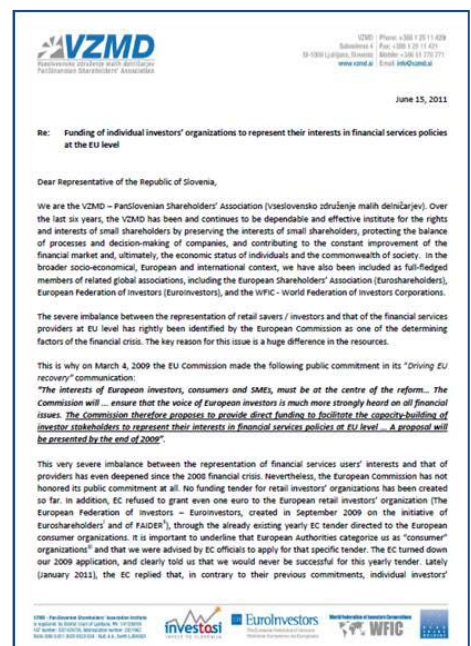 VZMD
Vseslovensko združenje malih delničarjev
PanSlovenian Shareholders' Association
www.vzmd.si | Email: info@vzmd.si
June 15, 2011
Re: Funding of individual investors' organizations to represent their interests in financial services policies
at the EU level
Dear Representative of the Republic of Slovenia,
We are the VZMD – PanSlovenian Shareholders' Association (Vseslovensko združenje malih delničarjev). Over
the last six years, the VZMD has been and continues to be dependable and effective institute for the rights
and interests of small shareholders by preserving the interests of small shareholders, protecting the balance
of processes and decision-making of companies, and contributing to the constant improvement of the
financial market and, ultimately, the economic status of individuals and the commonwealth of society. In the
broader socio-economical, European and international context, we have also been included as full-fledged
members of related global associations, including the European Shareholders' Association (Euroshareholders),
European Federation of Investors (EuroInvestors), and the WFIC - World Federation of Investors Corporations.
The severe imbalance between the representation of retail savers / investors and that of the financial services
providers at EU level has rightly been identified by the European Commission as one of the determining
factors of the financial crisis. The key reason for this issue is a huge difference in the resources.
This is why on March 4, 2009 the EU Commission made the following public commitment in its "Driving EU
recovery" communication:
"The interests of European investors, consumers and SMEs, must be at the centre of the reform... The
Commission will ... ensure that the voice of European investors is much more strongly heard on all financial
issues. The Commission therefore proposes to provide direct funding to facilitate the capacity-building of
investor stakeholders to represent their interests in financial services policies at EU level ... A proposal will
be presented by the end of 2009".
This very severe imbalance between the representation of financial services users' interests and that of
providers has even deepened since the 2008 financial crisis. Nevertheless, the European Commission has not
honored its public commitment at all. No funding tender for retail investors' organizations has been created
so far. In addition, EC refused to grant even one euro to the European retail investors' organization (The
European Federation of Investors – EuroInvestors, created in September 2009 on the initiative of
Euroshareholders and of FAIDER), through the already existing yearly EC tender directed to the European
consumer organizations. It is important to underline that European Authorities categorize us as "consumer"
organizations and that we were advised by EC officials to apply for that specific tender. The EC turned down
our 2009 application, and clearly told us that we would never be successful for this yearly tender. Lately
(January 2011), the EC replied that, in contrary to their previous commitments, individual investors'
investasi
EuroInvestors
World Federation of Investors Corporations
WFIC